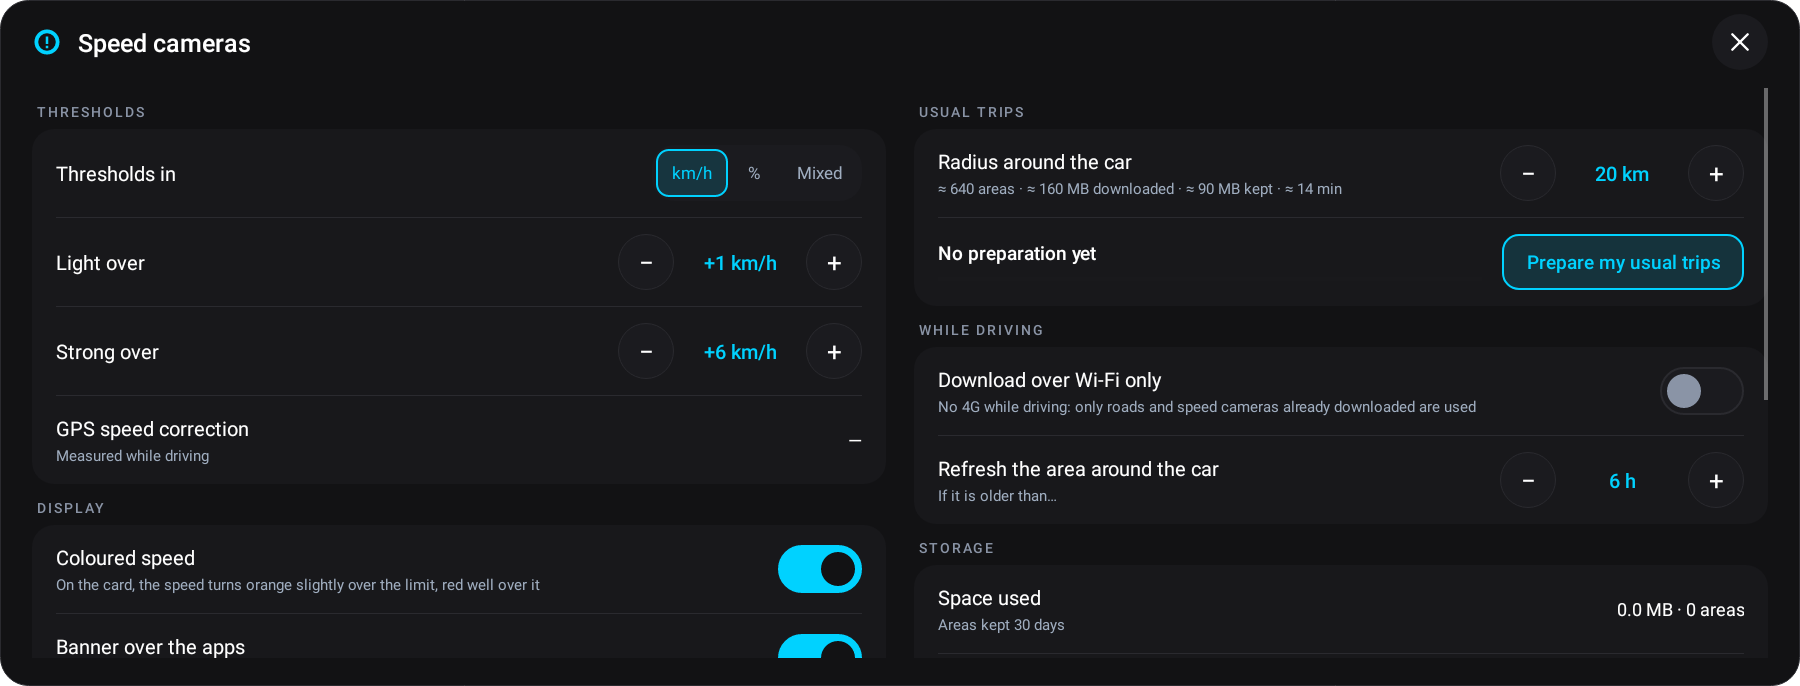 Speed cameras
THRESHOLDS
Thresholds in
km/h % Mixed
Light over
− +1 km/h +
Strong over
− +6 km/h +
GPS speed correction
Measured while driving
–
DISPLAY
Coloured speed
On the card, the speed turns orange slightly over the limit, red well over it
Banner over the apps
USUAL TRIPS
Radius around the car
≈ 640 areas · ≈ 160 MB downloaded · ≈ 90 MB kept · ≈ 14 min
− 20 km +
No preparation yet
Prepare my usual trips
WHILE DRIVING
Download over Wi-Fi only
No 4G while driving: only roads and speed cameras already downloaded are used
Refresh the area around the car
If it is older than…
− 6 h +
STORAGE
Space used
Areas kept 30 days
0.0 MB · 0 areas